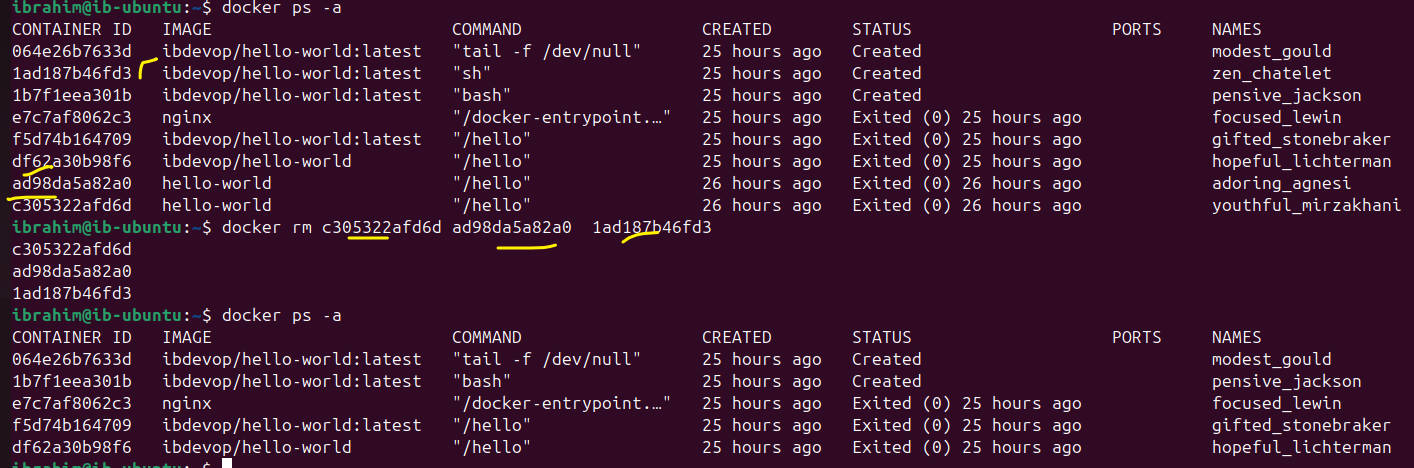 ibrahim@ib-ubuntu:~$ docker ps -a
CONTAINER ID   IMAGE                          COMMAND                  CREATED        STATUS                    PORTS     NAMES
064e26b7633d   ibdevop/hello-world:latest     "tail -f /dev/null"      25 hours ago   Created                             modest_gould
1ad187b46fd3   ibdevop/hello-world:latest     "sh"                     25 hours ago   Created                             zen_chatelet
1b7f1eea301b   ibdevop/hello-world:latest     "bash"                   25 hours ago   Created                             pensive_jackson
e7c7af8062c3   nginx                          "/docker-entrypoint.…"   25 hours ago   Exited (0) 25 hours ago             focused_lewin
f5d74b164709   ibdevop/hello-world:latest     "/hello"                 25 hours ago   Exited (0) 25 hours ago             gifted_stonebraker
df62a30b98f6   ibdevop/hello-world            "/hello"                 25 hours ago   Exited (0) 25 hours ago             hopeful_lichterman
ad98da5a82a0   hello-world                    "/hello"                 26 hours ago   Exited (0) 26 hours ago             adoring_agnesi
c305322afd6d   hello-world                    "/hello"                 26 hours ago   Exited (0) 26 hours ago             youthful_mirzakhani
ibrahim@ib-ubuntu:~$ docker rm c305322afd6d ad98da5a82a0  1ad187b46fd3
c305322afd6d
ad98da5a82a0
1ad187b46fd3
ibrahim@ib-ubuntu:~$ docker ps -a
CONTAINER ID   IMAGE                          COMMAND                  CREATED        STATUS                    PORTS     NAMES
064e26b7633d   ibdevop/hello-world:latest     "tail -f /dev/null"      25 hours ago   Created                             modest_gould
1b7f1eea301b   ibdevop/hello-world:latest     "bash"                   25 hours ago   Created                             pensive_jackson
e7c7af8062c3   nginx                          "/docker-entrypoint.…"   25 hours ago   Exited (0) 25 hours ago             focused_lewin
f5d74b164709   ibdevop/hello-world:latest     "/hello"                 25 hours ago   Exited (0) 25 hours ago             gifted_stonebraker
df62a30b98f6   ibdevop/hello-world            "/hello"                 25 hours ago   Exited (0) 25 hours ago             hopeful_lichterman
ibrahim@ib-ubuntu:~$